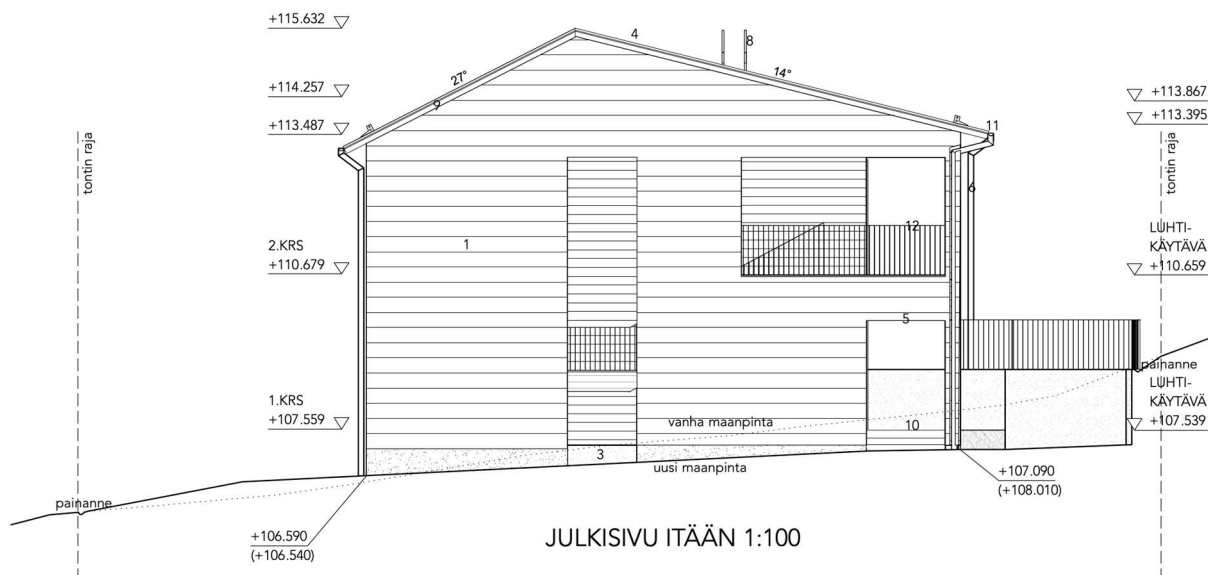 +115.632
4
8
27°
14°
+114.257
+113.867
9
+113.487
+113.395
11
tontin raja
tontin raja
6
12
1
2.KRS
+110.679
LUHTI-
KÄYTÄVÄ
+110.659
5
painanne
1.KRS
+107.559
LUHTI-
KÄYTÄVÄ
+107.539
vanha maanpinta
10
3
uusi maanpinta
+107.090
(+108.010)
painanne
+106.590
(+106.540)
JULKISIVU ITÄÄN 1:100